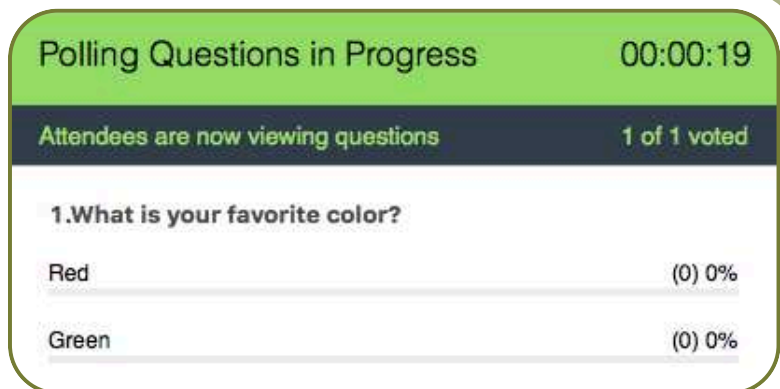 Polling Questions in Progress 00:00:19
Attendees are now viewing questions 1 of 1 voted
1.What is your favorite color?
Red (0) 0%
Green (0) 0%